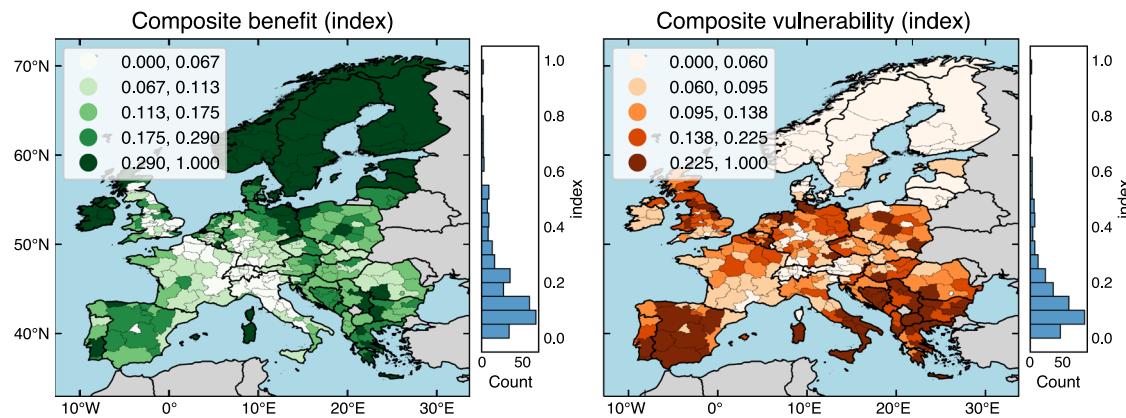 Composite benefit (index)
70°N
60°N
50°N
40°N
0.000, 0.067
0.067, 0.113
0.113, 0.175
0.175, 0.290
0.290, 1.000
10°W
0°
10°E
20°E
30°E
1.0
0.8
0.6
0.4
0.2
0.0
index
0
50
Count
Composite vulnerability (index)
0.000, 0.060
0.060, 0.095
0.095, 0.138
0.138, 0.225
0.225, 1.000
10°W
0°
10°E
20°E
30°E
1.0
0.8
0.6
0.4
0.2
0.0
index
0
50
Count